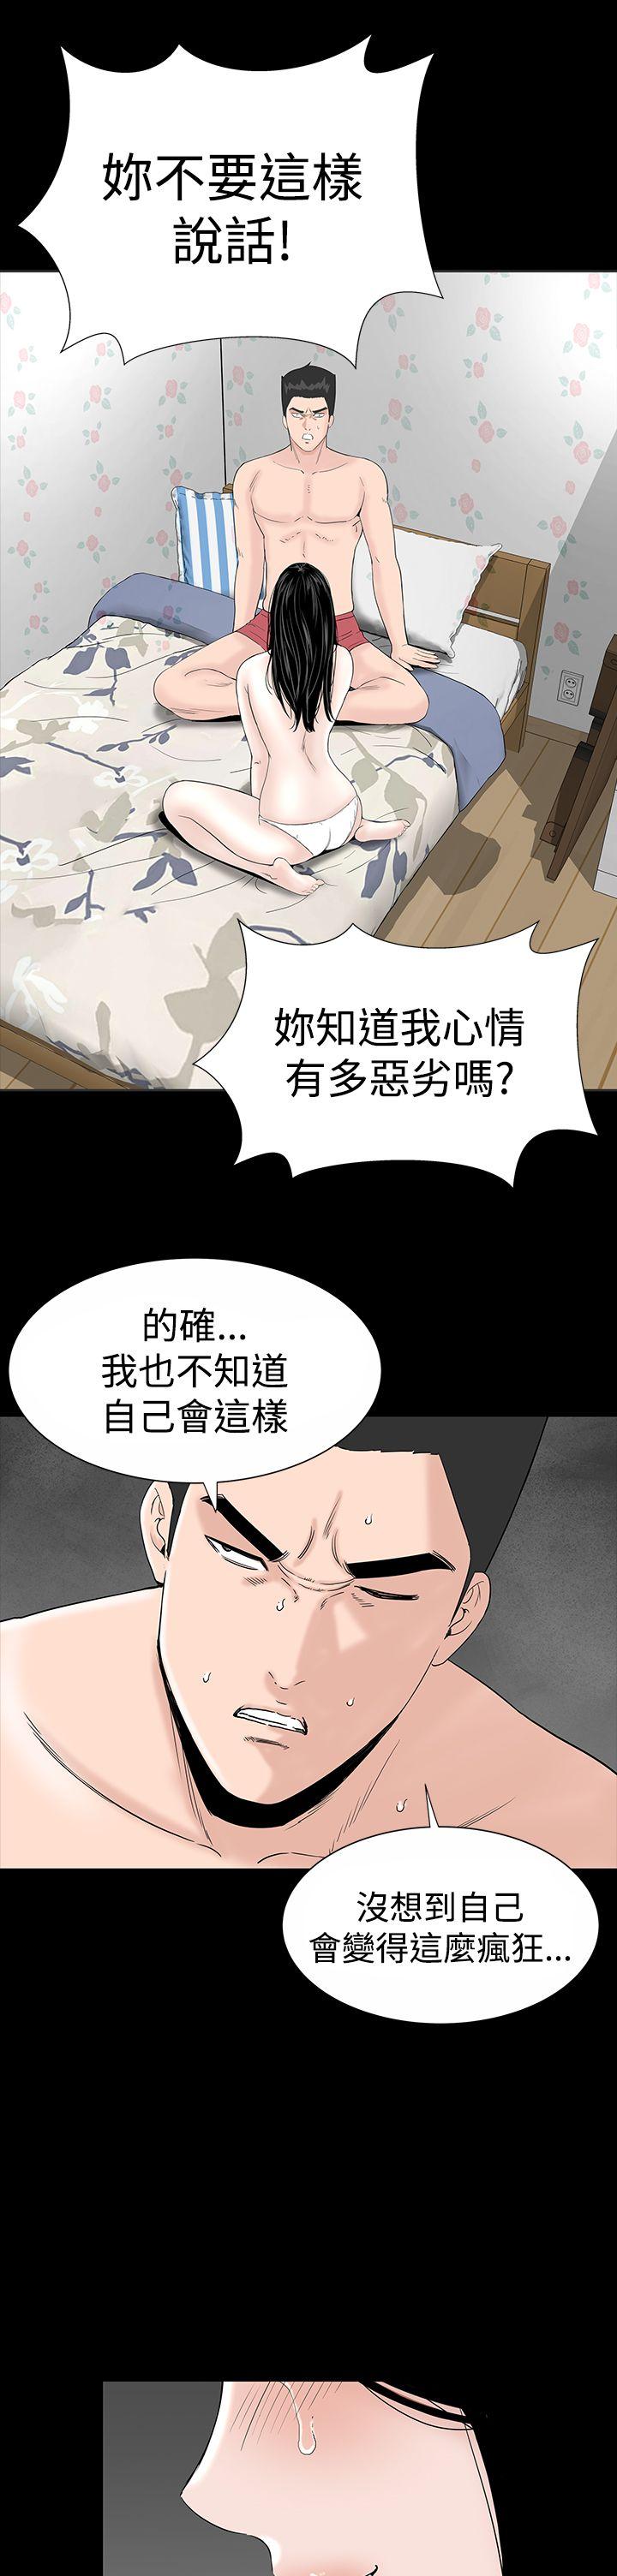 妳不要這樣
說話!
妳知道我心情
有多惡劣嗎?
的確...
我也不知道
自己會這樣
沒想到自己
會變得這麼瘋狂...